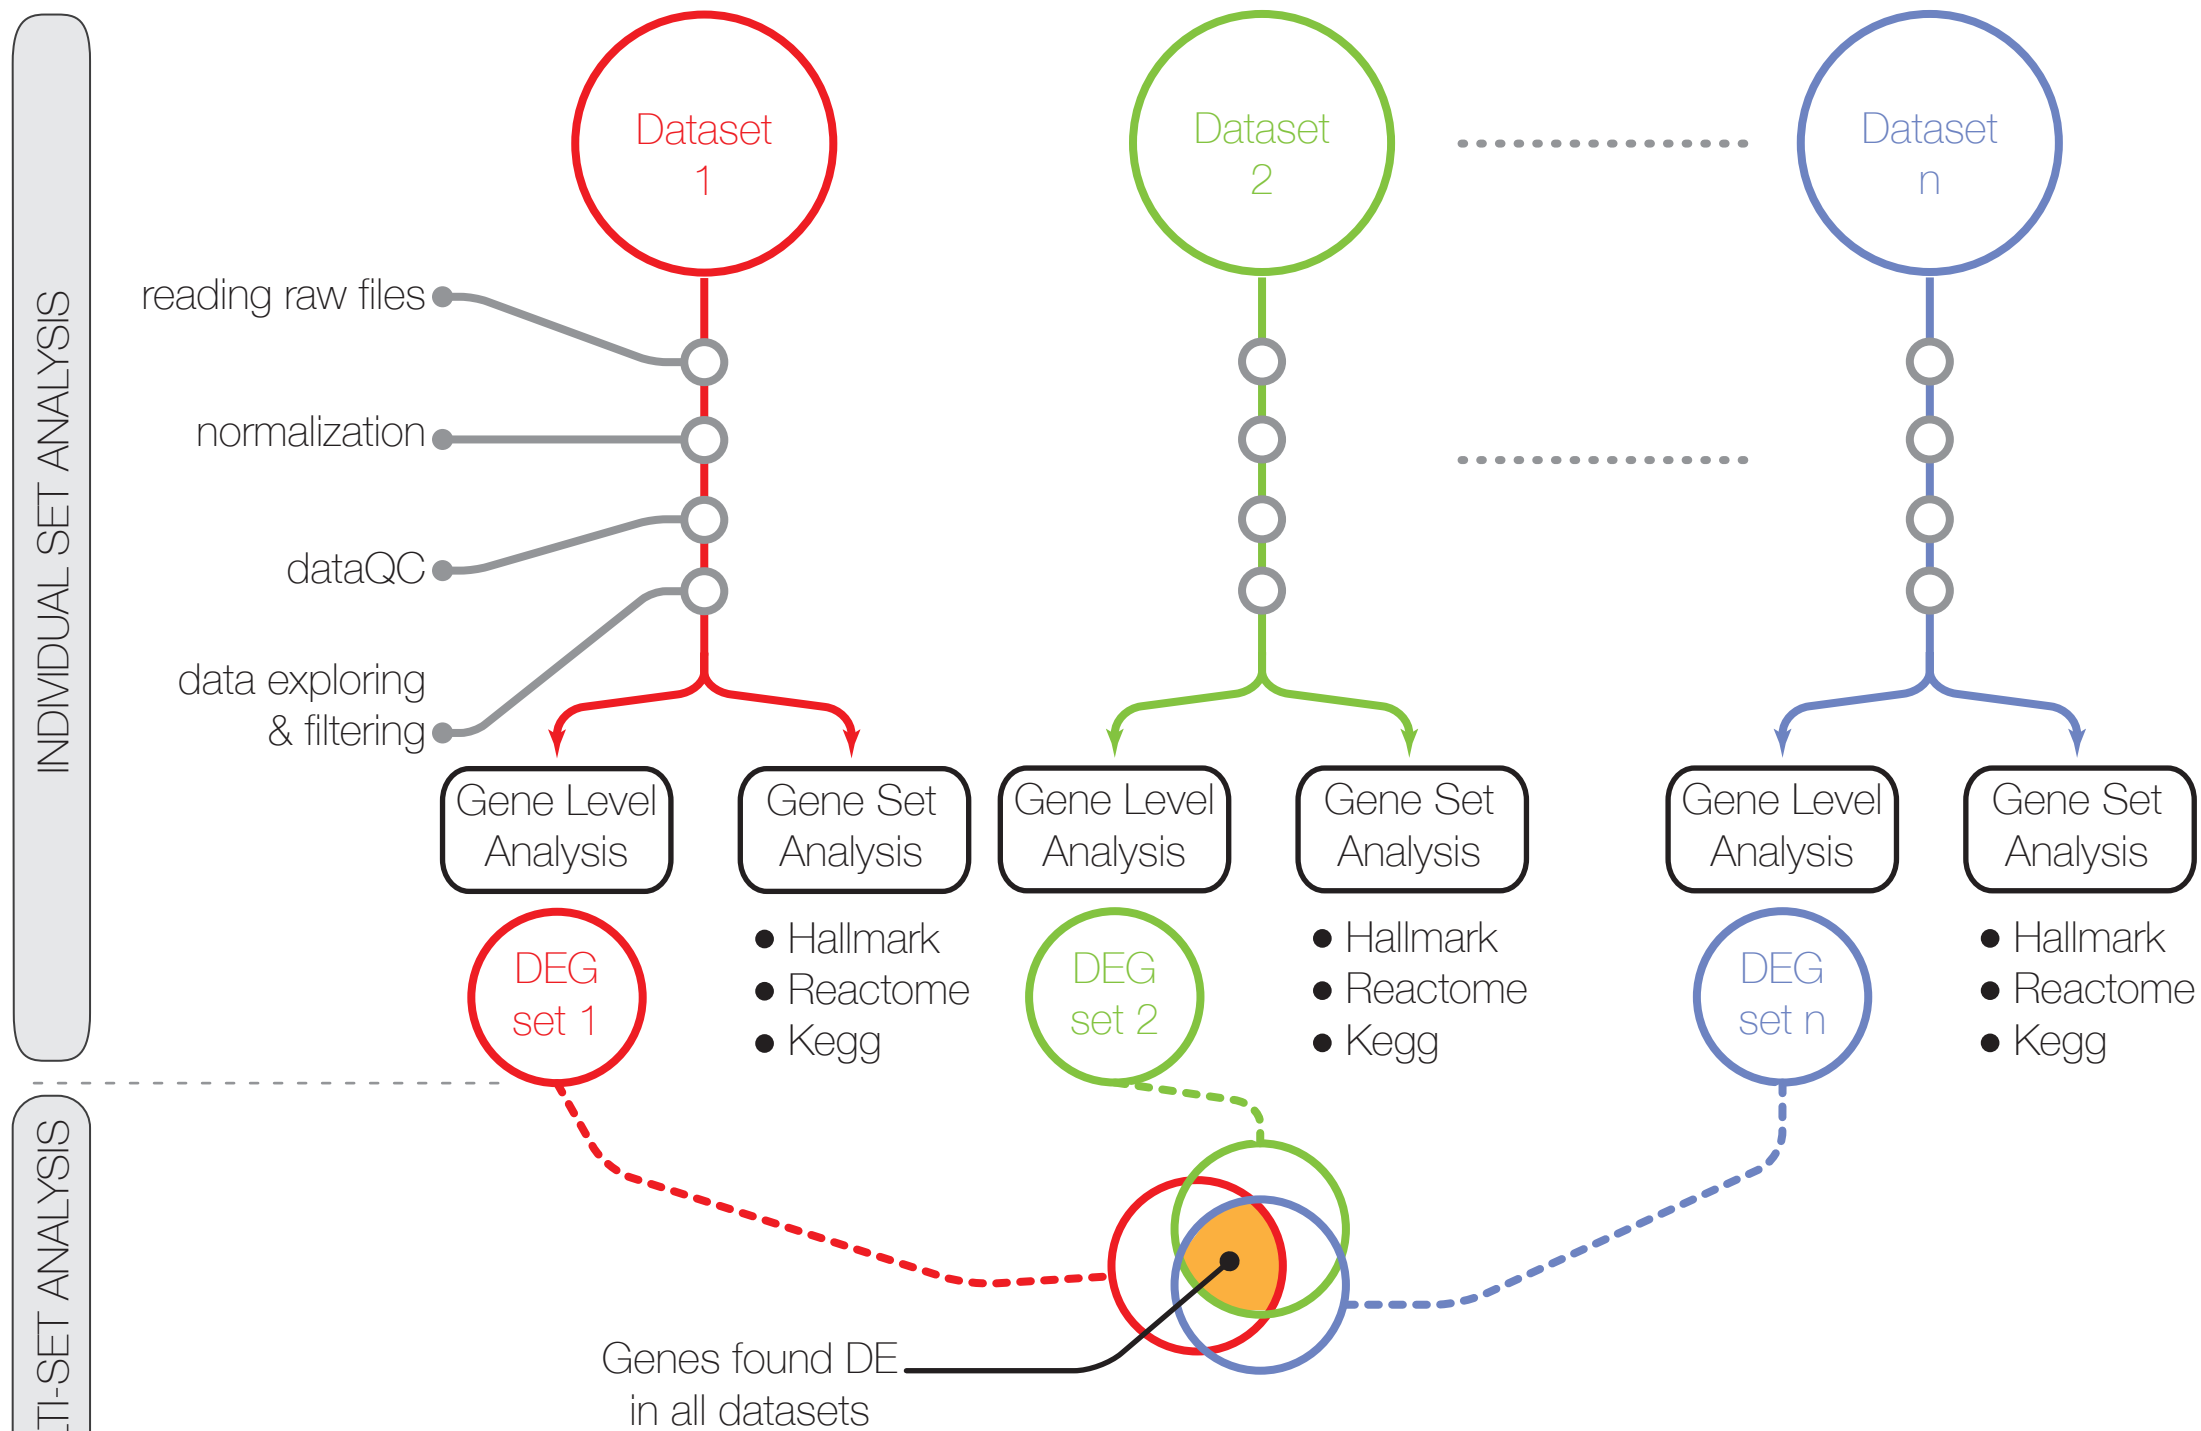 INDIVIDUAL SET ANALYSIS
Dataset
1
Dataset
2
Dataset
n
reading raw files
normalization
dataQC
data exploring
& filtering
Gene Level
Analysis
Gene Set
Analysis
Gene Level
Analysis
Gene Set
Analysis
Gene Level
Analysis
Gene Set
Analysis
DEG
set 1
• Hallmark
• Reactome
• Kegg
DEG
set 2
• Hallmark
• Reactome
• Kegg
DEG
set n
• Hallmark
• Reactome
• Kegg
TI-SET ANALYSIS
Genes found DE
in all datasets